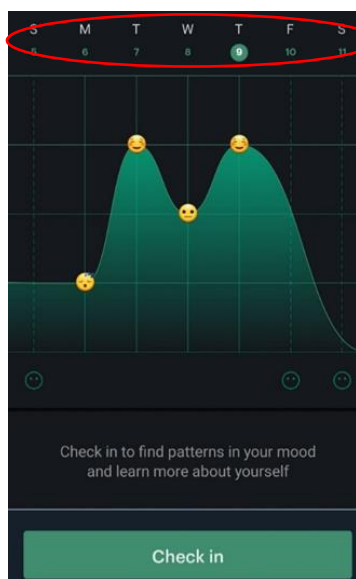 S M T W T F S
5 6 7 8 9 10 11
Check in to find patterns in your mood
and learn more about yourself
Check in